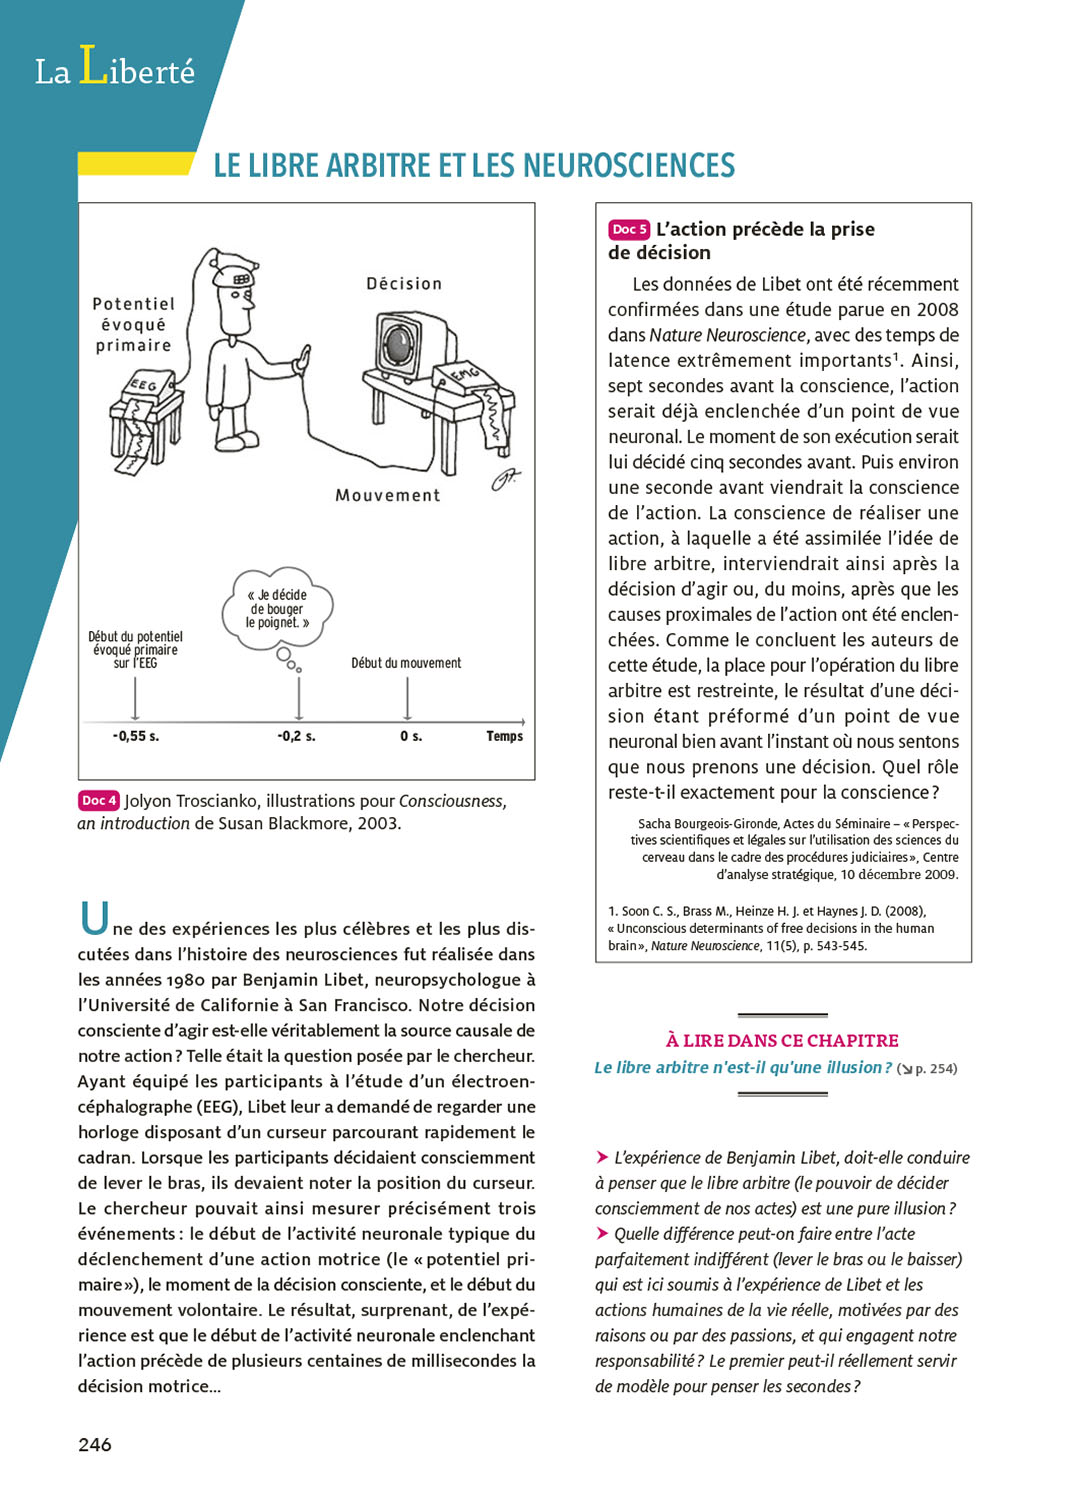 La Liberté
LE LIBRE ARBITRE ET LES NEUROSCIENCES
Potentiel
évoqué
primaire
Décision
EEG
EMG
Mouvement
« Je décide
de bouger
le poignet. »
Début du potentiel
évoqué primaire
sur l'EEG
Début du mouvement
-0,55 s.
-0,2 s.
0 s.
Temps
Doc 4 Jolyon Troscianko, illustrations pour Consciousness,
an introduction de Susan Blackmore, 2003.
Une des expériences les plus célèbres et les plus dis-
cutées dans l'histoire des neurosciences fut réalisée dans
les années 1980 par Benjamin Libet, neuropsychologue à
l'Université de Californie à San Francisco. Notre décision
consciente d'agir est-elle véritablement la source causale de
notre action ? Telle était la question posée par le chercheur.
Ayant équipé les participants à l'étude d'un électroen-
céphalographe (EEG), Libet leur a demandé de regarder une
horloge disposant d'un curseur parcourant rapidement le
cadran. Lorsque les participants décidaient consciemment
de lever le bras, ils devaient noter la position du curseur.
Le chercheur pouvait ainsi mesurer précisément trois
événements : le début de l'activité neuronale typique du
déclenchement d'une action motrice (le « potentiel pri-
maire »), le moment de la décision consciente, et le début du
mouvement volontaire. Le résultat, surprenant, de l'expé-
rience est que le début de l'activité neuronale enclenchant
l'action précède de plusieurs centaines de millisecondes la
décision motrice...
Doc 5 L'action précède la prise
de décision
Les données de Libet ont été récemment
confirmées dans une étude parue en 2008
dans Nature Neuroscience, avec des temps de
latence extrêmement importants¹. Ainsi,
sept secondes avant la conscience, l'action
serait déjà enclenchée d'un point de vue
neuronal. Le moment de son exécution serait
lui décidé cinq secondes avant. Puis environ
une seconde avant viendrait la conscience
de l'action. La conscience de réaliser une
action, à laquelle a été assimilée l'idée de
libre arbitre, interviendrait ainsi après la
décision d'agir ou, du moins, après que les
causes proximales de l'action ont été enclen-
chées. Comme le concluent les auteurs de
cette étude, la place pour l'opération du libre
arbitre est restreinte, le résultat d'une déci-
sion étant préformé d'un point de vue
neuronal bien avant l'instant où nous sentons
que nous prenons une décision. Quel rôle
reste-t-il exactement pour la conscience ?
Sacha Bourgeois-Gironde, Actes du Séminaire – « Perspec-
tives scientifiques et légales sur l'utilisation des sciences du
cerveau dans le cadre des procédures judiciaires », Centre
d'analyse stratégique, 10 décembre 2009.
1. Soon C. S., Brass M., Heinze H. J. et Haynes J. D. (2008),
« Unconscious determinants of free decisions in the human
brain », Nature Neuroscience, 11(5), p. 543-545.
À LIRE DANS CE CHAPITRE
Le libre arbitre n'est-il qu'une illusion ? (↘ p. 254)
➤ L'expérience de Benjamin Libet, doit-elle conduire
à penser que le libre arbitre (le pouvoir de décider
consciemment de nos actes) est une pure illusion ?
➤ Quelle différence peut-on faire entre l'acte
parfaitement indifférent (lever le bras ou le baisser)
qui est ici soumis à l'expérience de Libet et les
actions humaines de la vie réelle, motivées par des
raisons ou par des passions, et qui engagent notre
responsabilité ? Le premier peut-il réellement servir
de modèle pour penser les secondes ?
246